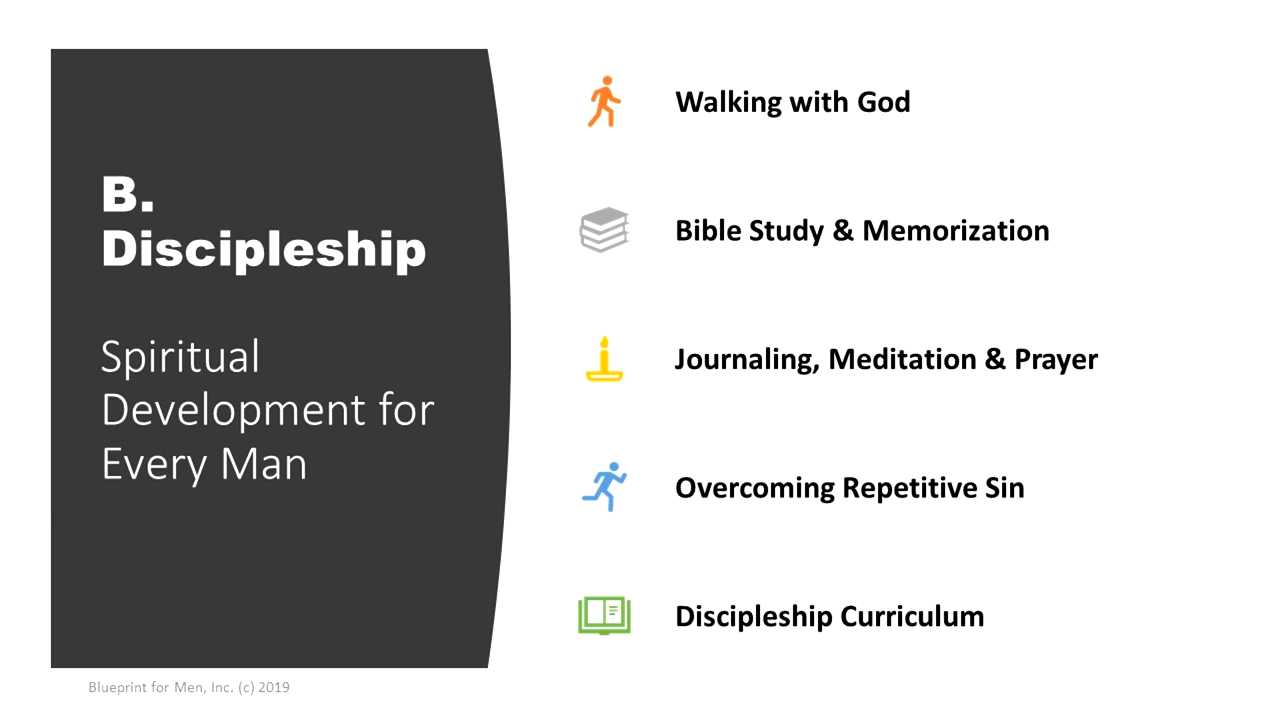 B.
Discipleship
Spiritual
Development for
Every Man
Walking with God
Bible Study & Memorization
Journaling, Meditation & Prayer
Overcoming Repetitive Sin
Discipleship Curriculum
Blueprint for Men, Inc. (c) 2019